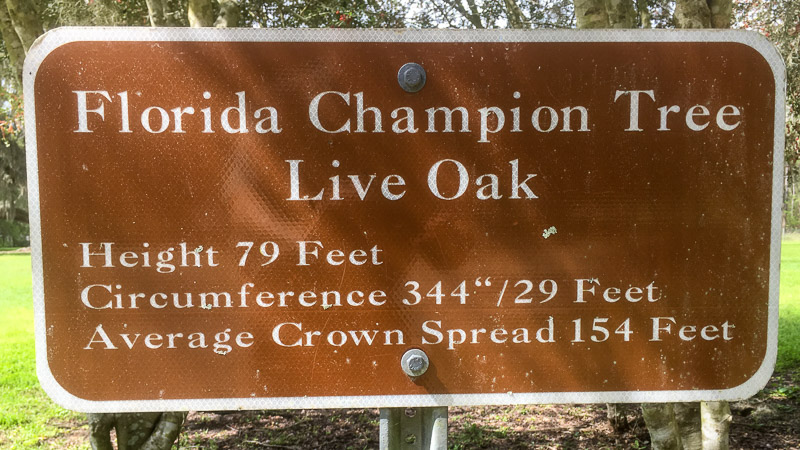 Florida Champion Tree
Live Oak
Height 79 Feet
Circumference 344“/29 Feet
Average Crown Spread 154 Feet